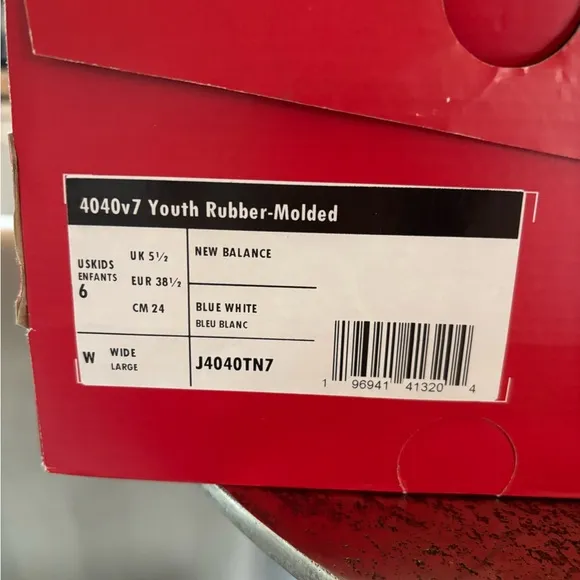 4040v7 Youth Rubber-Molded
USKIDS
ENFANTS
6
UK 5½
EUR 38½
CM 24
NEW BALANCE
BLUE WHITE
BLEU BLANC
W
WIDE
LARGE
J4040TN7
1 96941 41320 4